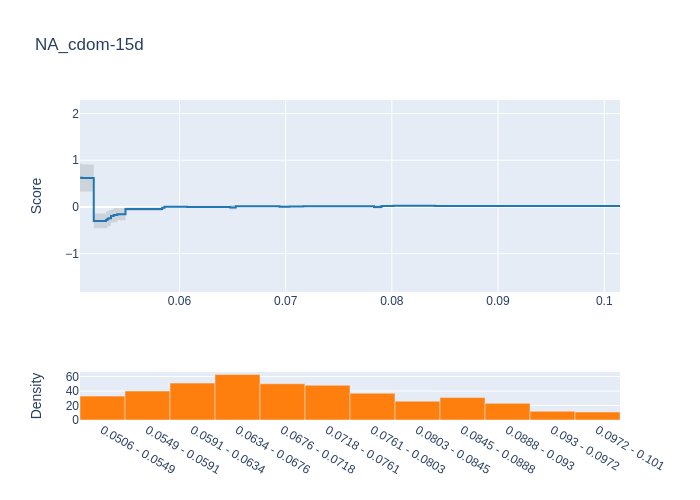 NA_cdom-15d
2
1
0
−1
Score
0.06
0.07
0.08
0.09
0.1
60
40
20
0
Density
0.0506 - 0.0549
0.0549 - 0.0591
0.0591 - 0.0634
0.0634 - 0.0676
0.0676 - 0.0718
0.0718 - 0.0761
0.0761 - 0.0803
0.0803 - 0.0845
0.0845 - 0.0888
0.0888 - 0.093
0.093 - 0.0972
0.0972 - 0.101